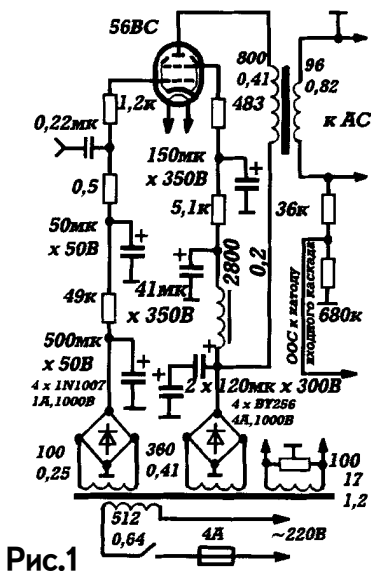 56ВС
800
0,41
96
0,82
1,2к
483
0,22мк
к АС
150мк
х 350В
0,5
36к
5,1к
50мк
х 50В
2800
0,2
ООС к катоду
входного каскада
41мк
х 350В
49к
680к
500мк
х 50В
2 х 120мк х 300В
4 х 1N1007
1А,1000В
4 х BY256
4А,1000В
100
0,25
360
0,41
100
17
1,2
512
0,64
4А
~220В
Рис.1